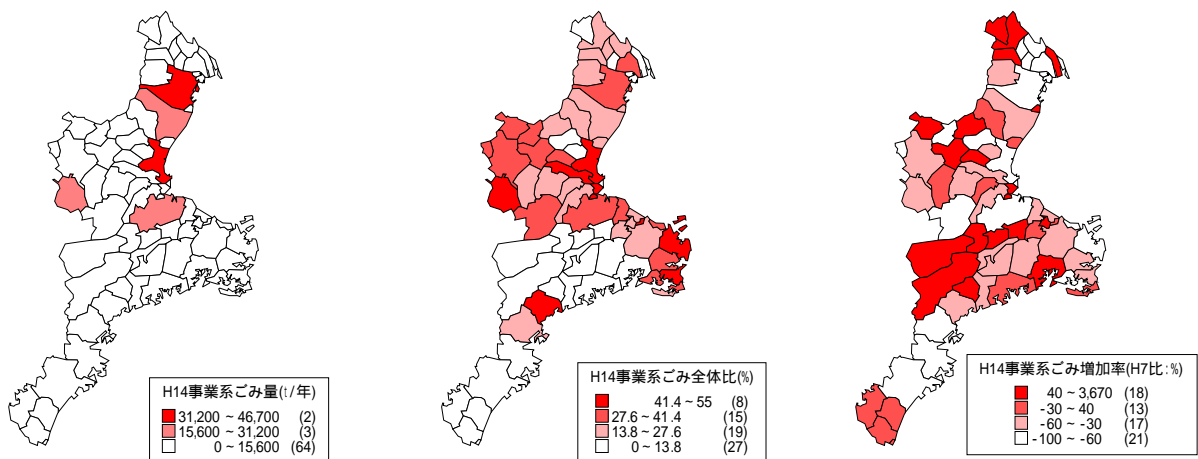 H14事業系ごみ量(t/年)
31,200 ~ 46,700 (2)
15,600 ~ 31,200 (3)
0 ~ 15,600 (64)
H14事業系ごみ全体比(%)
41.4 ~ 55 (8)
27.6 ~ 41.4 (15)
13.8 ~ 27.6 (19)
0 ~ 13.8 (27)
H14事業系ごみ増加率(H7比:%)
40 ~ 3,670 (18)
-30 ~ 40 (13)
-60 ~ -30 (17)
-100 ~ -60 (21)